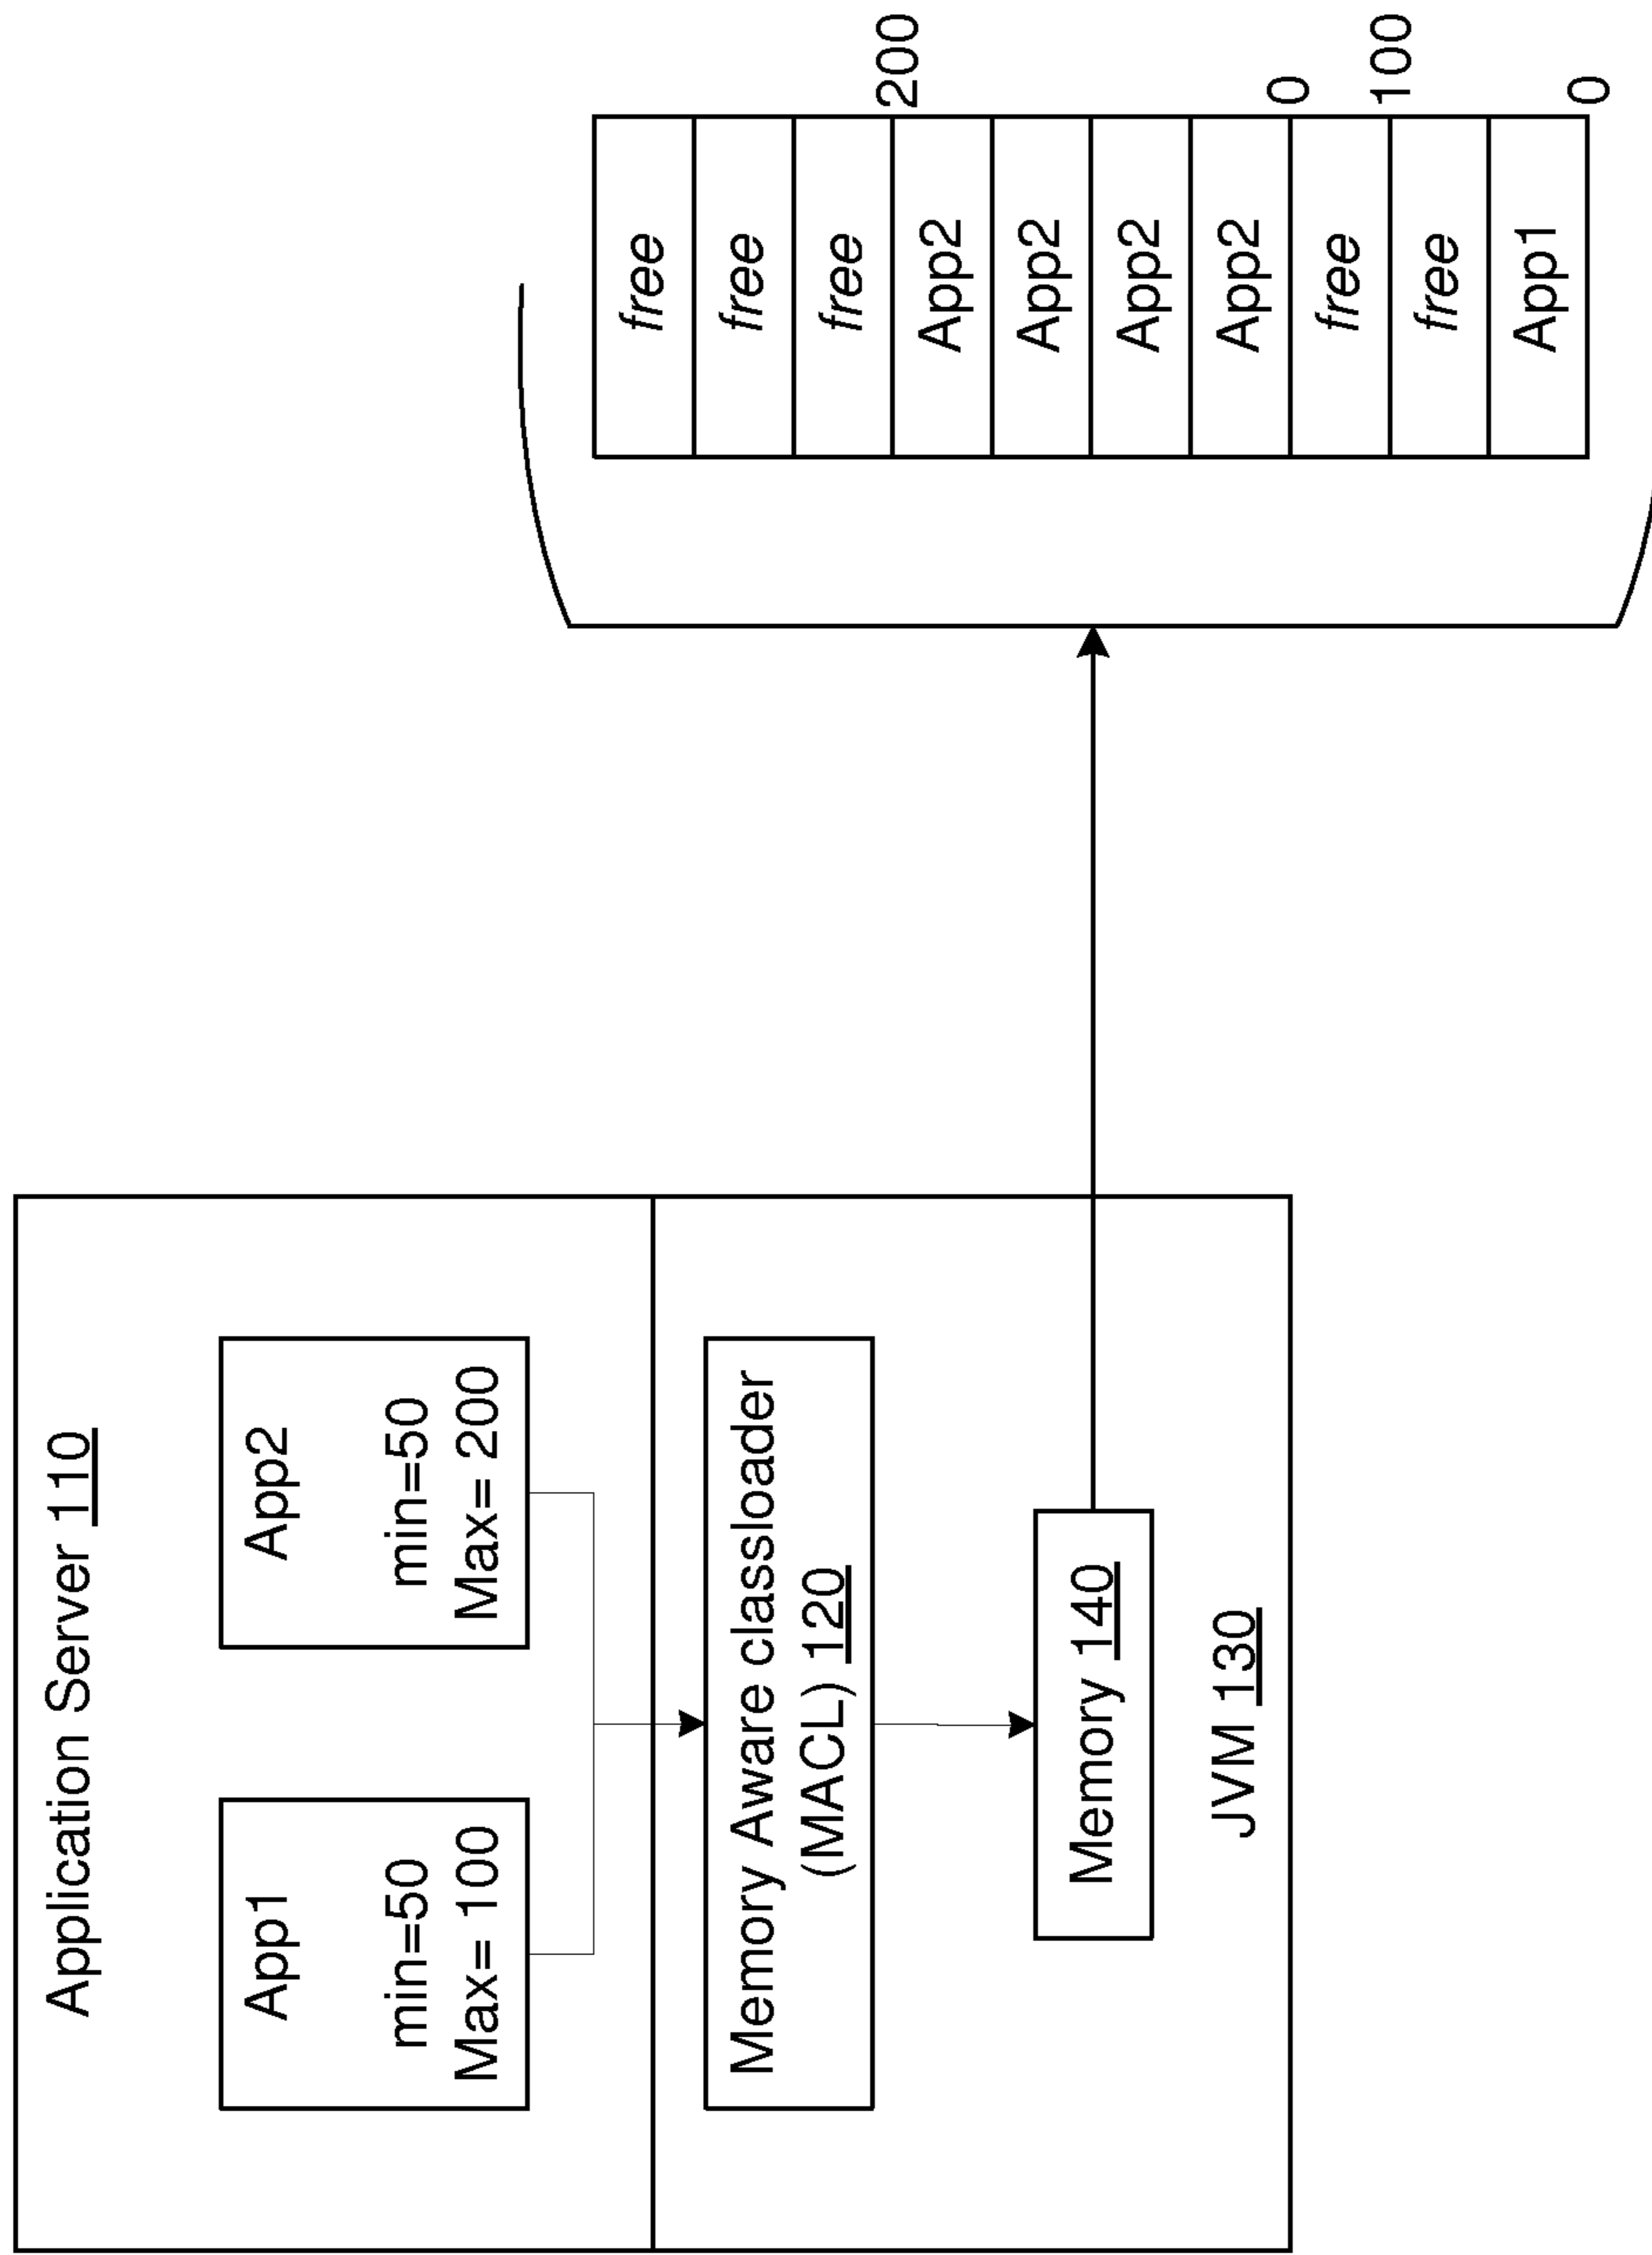 Application Server 110
App1
min=50
Max= 100
App2
min=50
Max= 200
Memory Aware classloader
(MACL) 120
Memory 140
JVM 130
free
free
free
200
App2
App2
App2
App2
0
free
100
free
App1
0